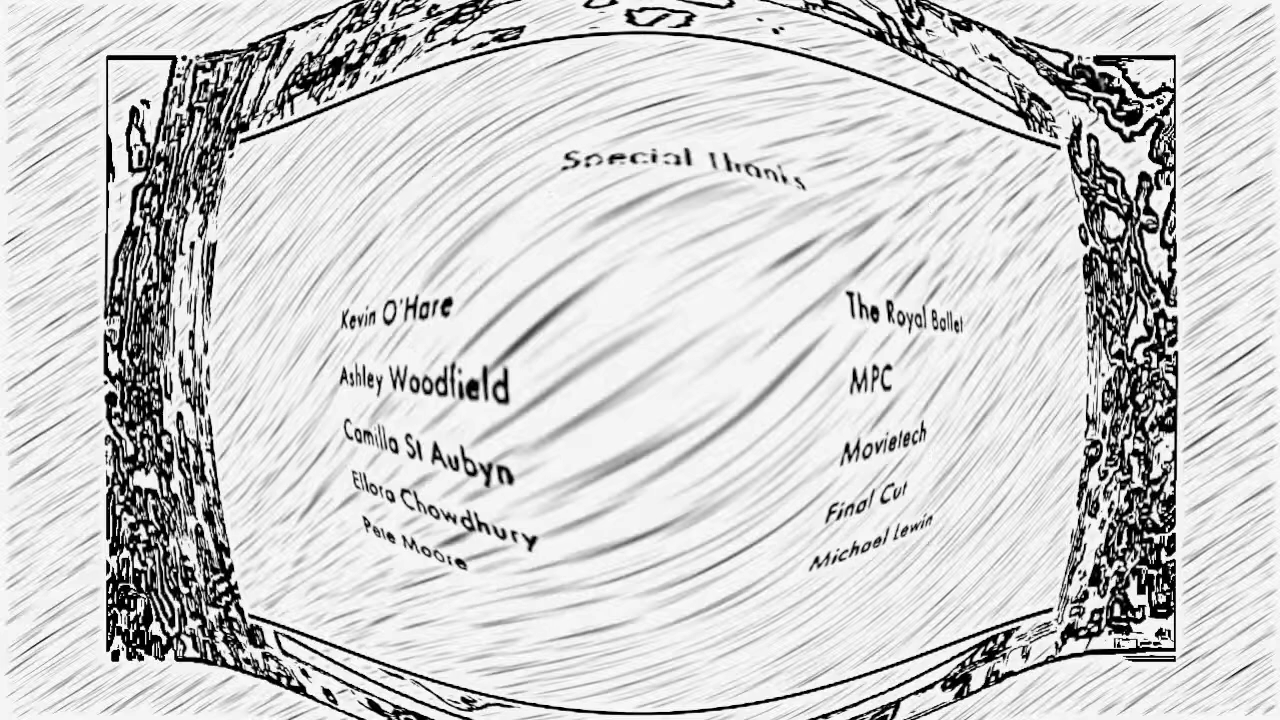 Special Thanks
Kevin O'Hare
Ashley Woodfield
Camilla St Aubyn
Ellora Chowdhury
Pete Moore
The Royal Ballet
MPC
Movietech
Final Cut
Michael Lewin